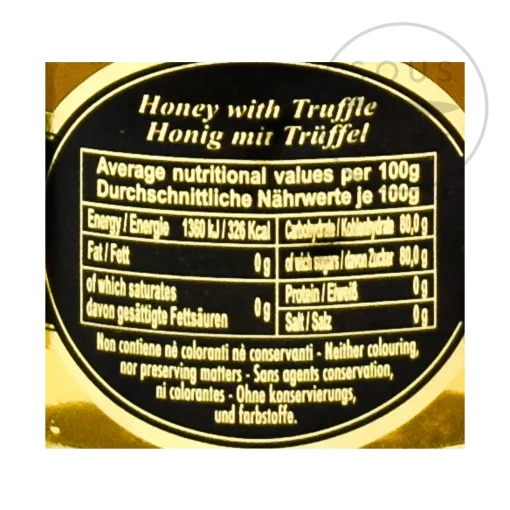 SOUS
Honey with Truffle
Honig mit Trüffel
Average nutritional values per 100g
Durchschnittliche Nährwerte je 100g
Energy / Energie 1360 kJ / 326 Kcal
Fat / Fett 0 g
of which saturates
davon gesättigte Fettsäuren 0 g
Carbohydrate / Kohlenhydrate 80,0 g
of wich sugars / davon Zucker 80,0 g
Protein / Eiweiß 0 g
Salt / Salz 0 g
Non contiene nè coloranti nè conservanti - Neither colouring,
nor preserving matters - Sans agents conservation,
ni colorantes - Ohne konservierungs,
und farbstoffe.